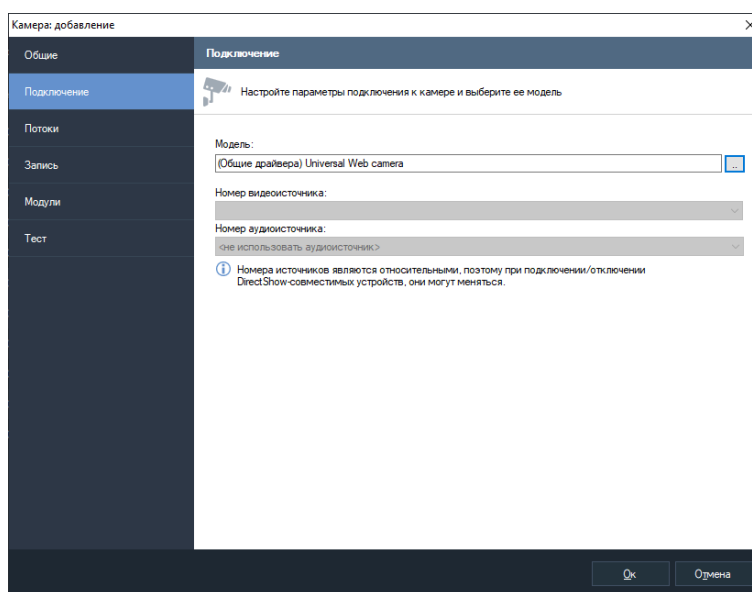 Камера: добавление
Общие
Подключение
Потоки
Запись
Модули
Тест
Подключение
Настройте параметры подключения к камере и выберите ее модель
Модель:
(Общие драйвера) Universal Web camera
..
Номер видеоисточника:
Номер аудиоисточника:
<не использовать аудиоисточник>
Номера источников являются относительными, поэтому при подключении/отключении
DirectShow-совместимых устройств, они могут меняться.
Ок
Отмена